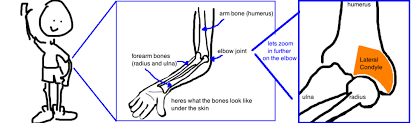 arm bone (humerus)
forearm bones
(radius and ulna)
elbow joint
heres what the bones look like
under the skin
lets zoom
in further
on the elbow
humerus
Lateral
Condyle
ulna
radius